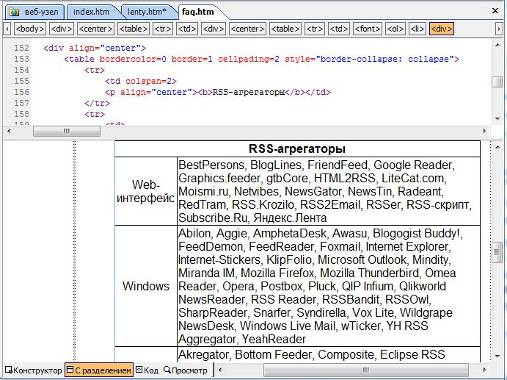 веб-узел index.htm lenty.htm* faq.htm
<body> <div> <center> <table> <tr> <td> <div> <center> <table> <tr> <td> <font> <ol> <li> <div>
152 <div align="center">
153 <table bordercolor=0 border=1 cellpading=2 style="border-collapse: collapse">
154 <tr>
155 <td colspan=2>
156 <p align="center"><b>RSS-агрегаторы</b></td>
157 </tr>
158 <tr>
159 <td>
RSS-агрегаторы
Web-
интерфейс
BestPersons, BlogLines, FriendFeed, Google Reader,
Graphics.feeder, gtbCore, HTML2RSS, LiteCat.com,
Moismi.ru, Netvibes, NewsGator, NewsTin, Radeant,
RedTram, RSS.Krozilo, RSS2Email, RSSer, RSS-скрипт,
Subscribe.Ru, Яндекс.Лента
Windows
Abilon, Aggie, AmphetaDesk, Awasu, Blogogist Buddy!,
FeedDemon, FeedReader, Foxmail, Internet Explorer,
Internet-Stickers, KlipFolio, Microsoft Outlook, Mindity,
Miranda IM, Mozilla Firefox, Mozilla Thunderbird, Omea
Reader, Opera, Postbox, Pluck, QIP Infium, Qlikworld
NewsReader, RSS Reader, RSSBandit, RSSOwl,
SharpReader, Snarfer, Syndirella, Vox Lite, Wildgrape
NewsDesk, Windows Live Mail, wTicker, YH RSS
Aggregator, YeahReader
Akregator, Bottom Feeder, Composite, Eclipse RSS
Конструктор С разделением Код Просмотр